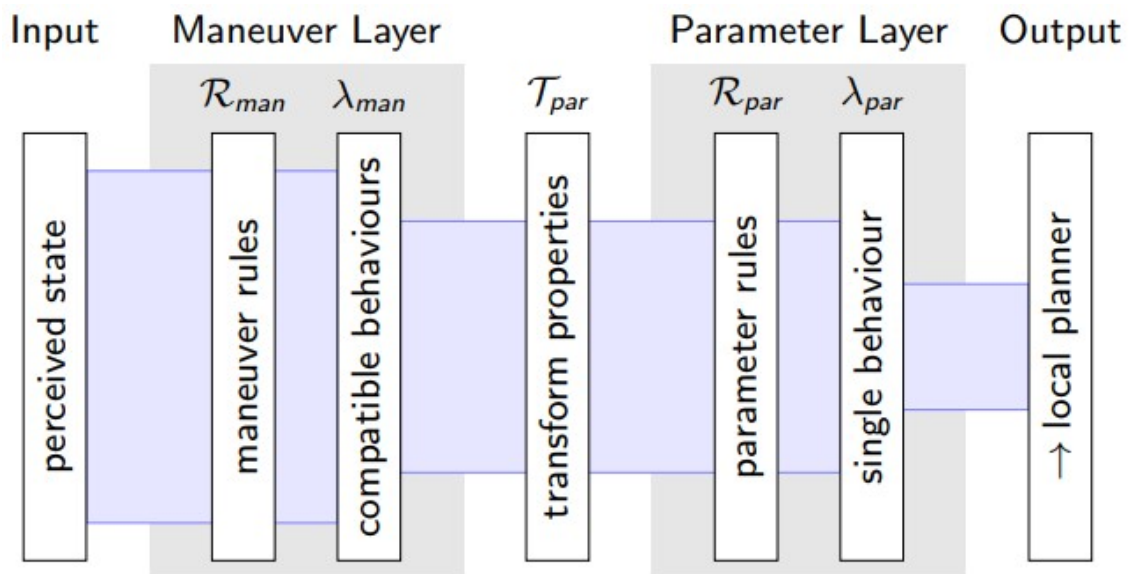 Input Maneuver Layer Parameter Layer Output
ℛman λman 𝒯par ℛpar λpar
perceived state
maneuver rules
compatible behaviours
transform properties
parameter rules
single behaviour
→ local planner